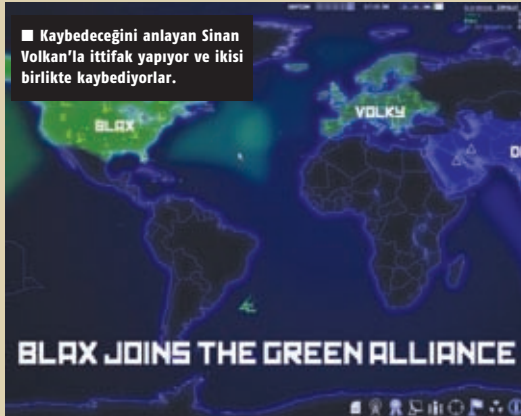 ■ Kaybedeceğini anlayan Sinan
Volkan'la ittifak yapıyor ve ikisi
birlikte kaybediyorlar.
BLAX
VOLKY
BLAX JOINS THE GREEN ALLIANCE